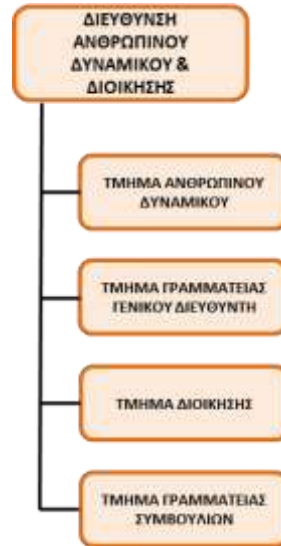 ΔΙΕΥΘΥΝΣΗ
ΑΝΘΡΩΠΙΝΟΥ
ΔΥΝΑΜΙΚΟΥ &
ΔΙΟΙΚΗΣΗΣ
ΤΜΗΜΑ ΑΝΘΡΩΠΙΝΟΥ
ΔΥΝΑΜΙΚΟΥ
ΤΜΗΜΑ ΓΡΑΜΜΑΤΕΙΑΣ
ΓΕΝΙΚΟΥ ΔΙΕΥΘΥΝΤΗ
ΤΜΗΜΑ ΔΙΟΙΚΗΣΗΣ
ΤΜΗΜΑ ΓΡΑΜΜΑΤΕΙΑΣ
ΣΥΜΒΟΥΛΙΩΝ